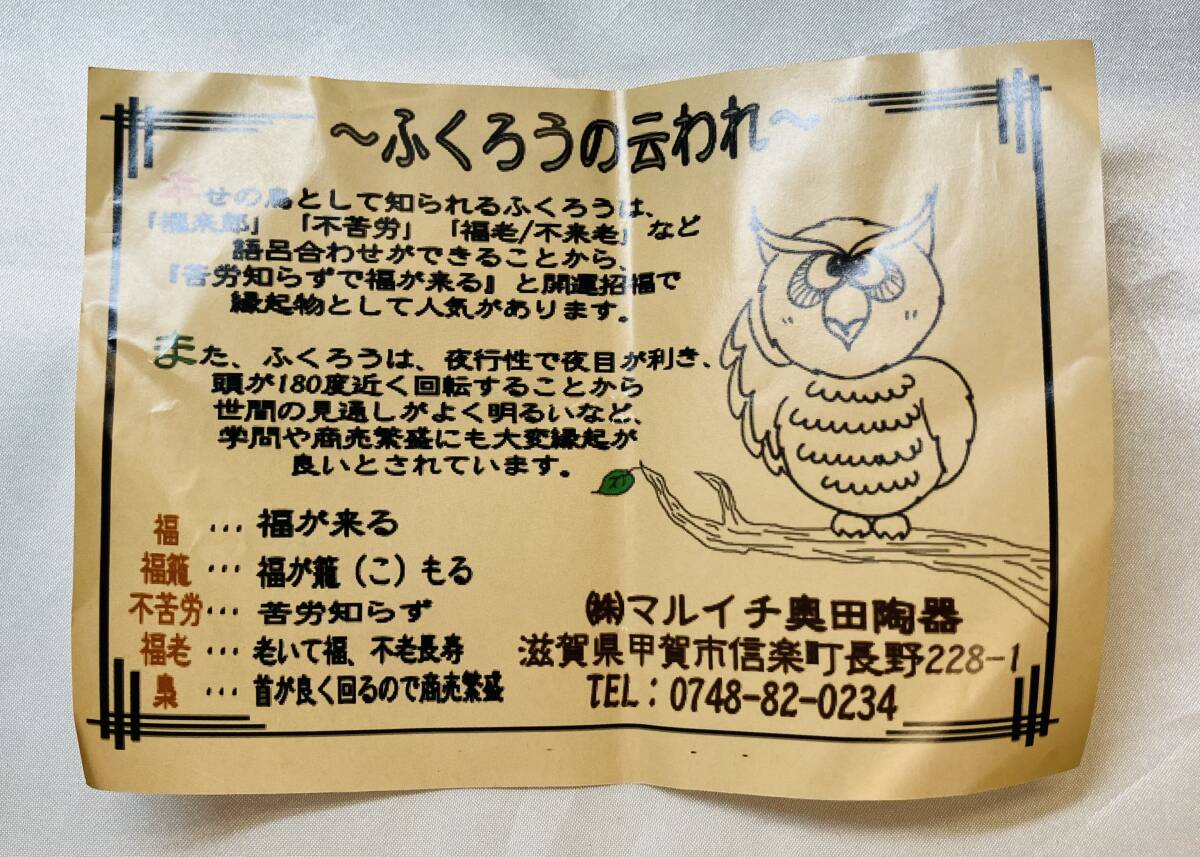 ～ふくろうの云われ～
幸せの鳥として知られるふくろうは、
「福来郎」「不苦労」「福老/不来老」など
語呂合わせができることから、
『苦労知らずで福が来る』と開運招福で
縁起物として人気があります。
また、ふくろうは、夜行性で夜目が利き、
頭が180度近く回転することから
世間の見通しがよく明るいなど、
学問や商売繁盛にも大変縁起が
良いとされています。
福 … 福が来る
福籠 … 福が籠（こ）もる
不苦労… 苦労知らず
福老 … 老いて福、不老長寿
梟 … 首が良く回るので商売繁盛
㈱マルイチ奥田陶器
滋賀県甲賀市信楽町長野228-1
TEL：0748-82-0234